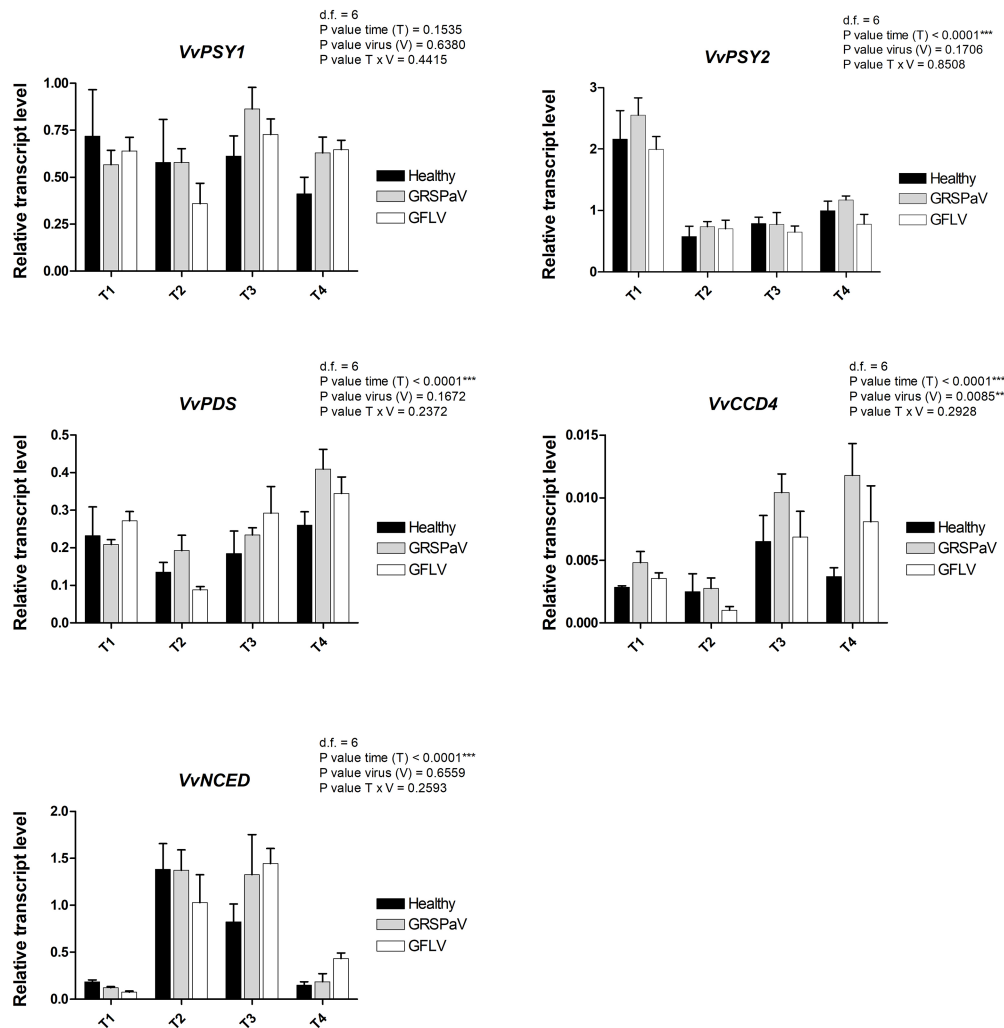 d.f. = 6
P value time (T) = 0.1535
P value virus (V) = 0.6380
P value T x V = 0.4415
VvPSY1
Relative transcript level
1.00
0.75
0.50
0.25
0.00
T1
T2
T3
T4
Healthy
GRSPaV
GFLV
d.f. = 6
P value time (T) < 0.0001***
P value virus (V) = 0.1706
P value T x V = 0.8508
VvPSY2
Relative transcript level
3
2
1
0
T1
T2
T3
T4
Healthy
GRSPaV
GFLV
d.f. = 6
P value time (T) < 0.0001***
P value virus (V) = 0.1672
P value T x V = 0.2372
VvPDS
Relative transcript level
0.5
0.4
0.3
0.2
0.1
0.0
T1
T2
T3
T4
Healthy
GRSPaV
GFLV
d.f. = 6
P value time (T) < 0.0001***
P value virus (V) = 0.0085**
P value T x V = 0.2928
VvCCD4
Relative transcript level
0.015
0.010
0.005
0.000
T1
T2
T3
T4
Healthy
GRSPaV
GFLV
d.f. = 6
P value time (T) < 0.0001***
P value virus (V) = 0.6559
P value T x V = 0.2593
VvNCED
Relative transcript level
2.0
1.5
1.0
0.5
0.0
T1
T2
T3
T4
Healthy
GRSPaV
GFLV